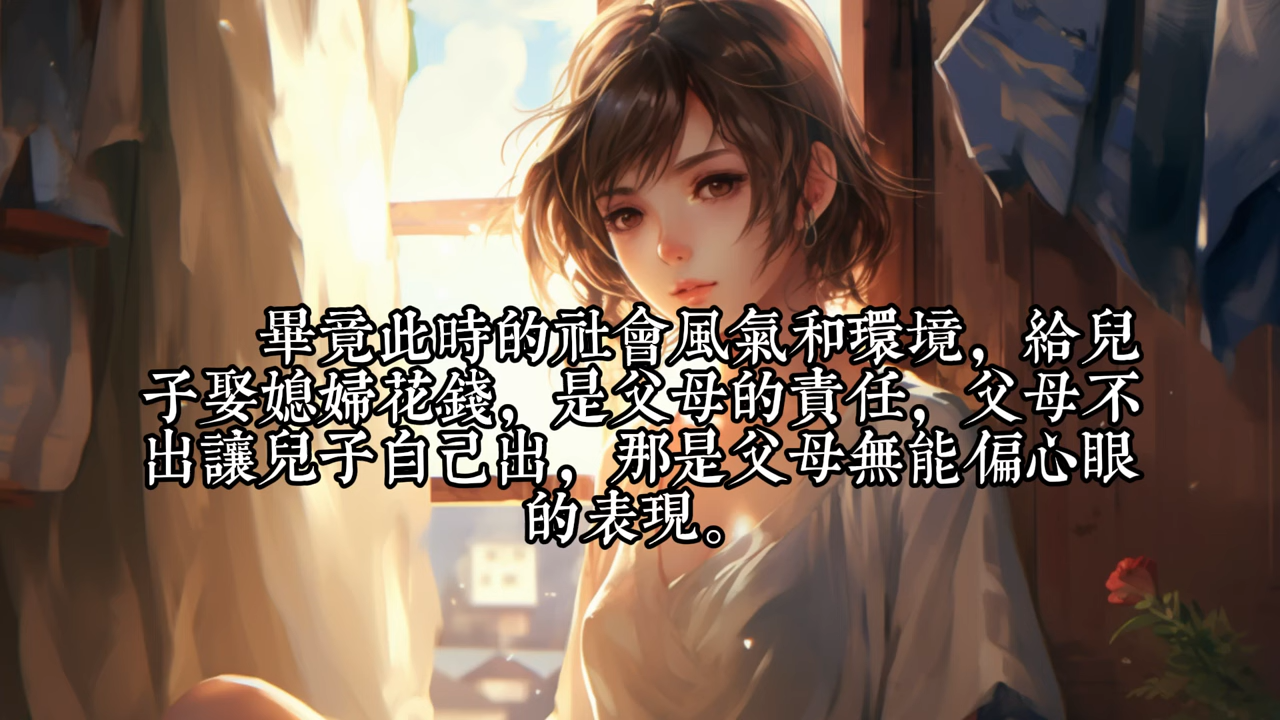 畢竟此時的社會風氣和環境，給兒
子娶媳婦花錢，是父母的責任，父母不
出讓兒子自己出，那是父母無能偏心眼
的表現。